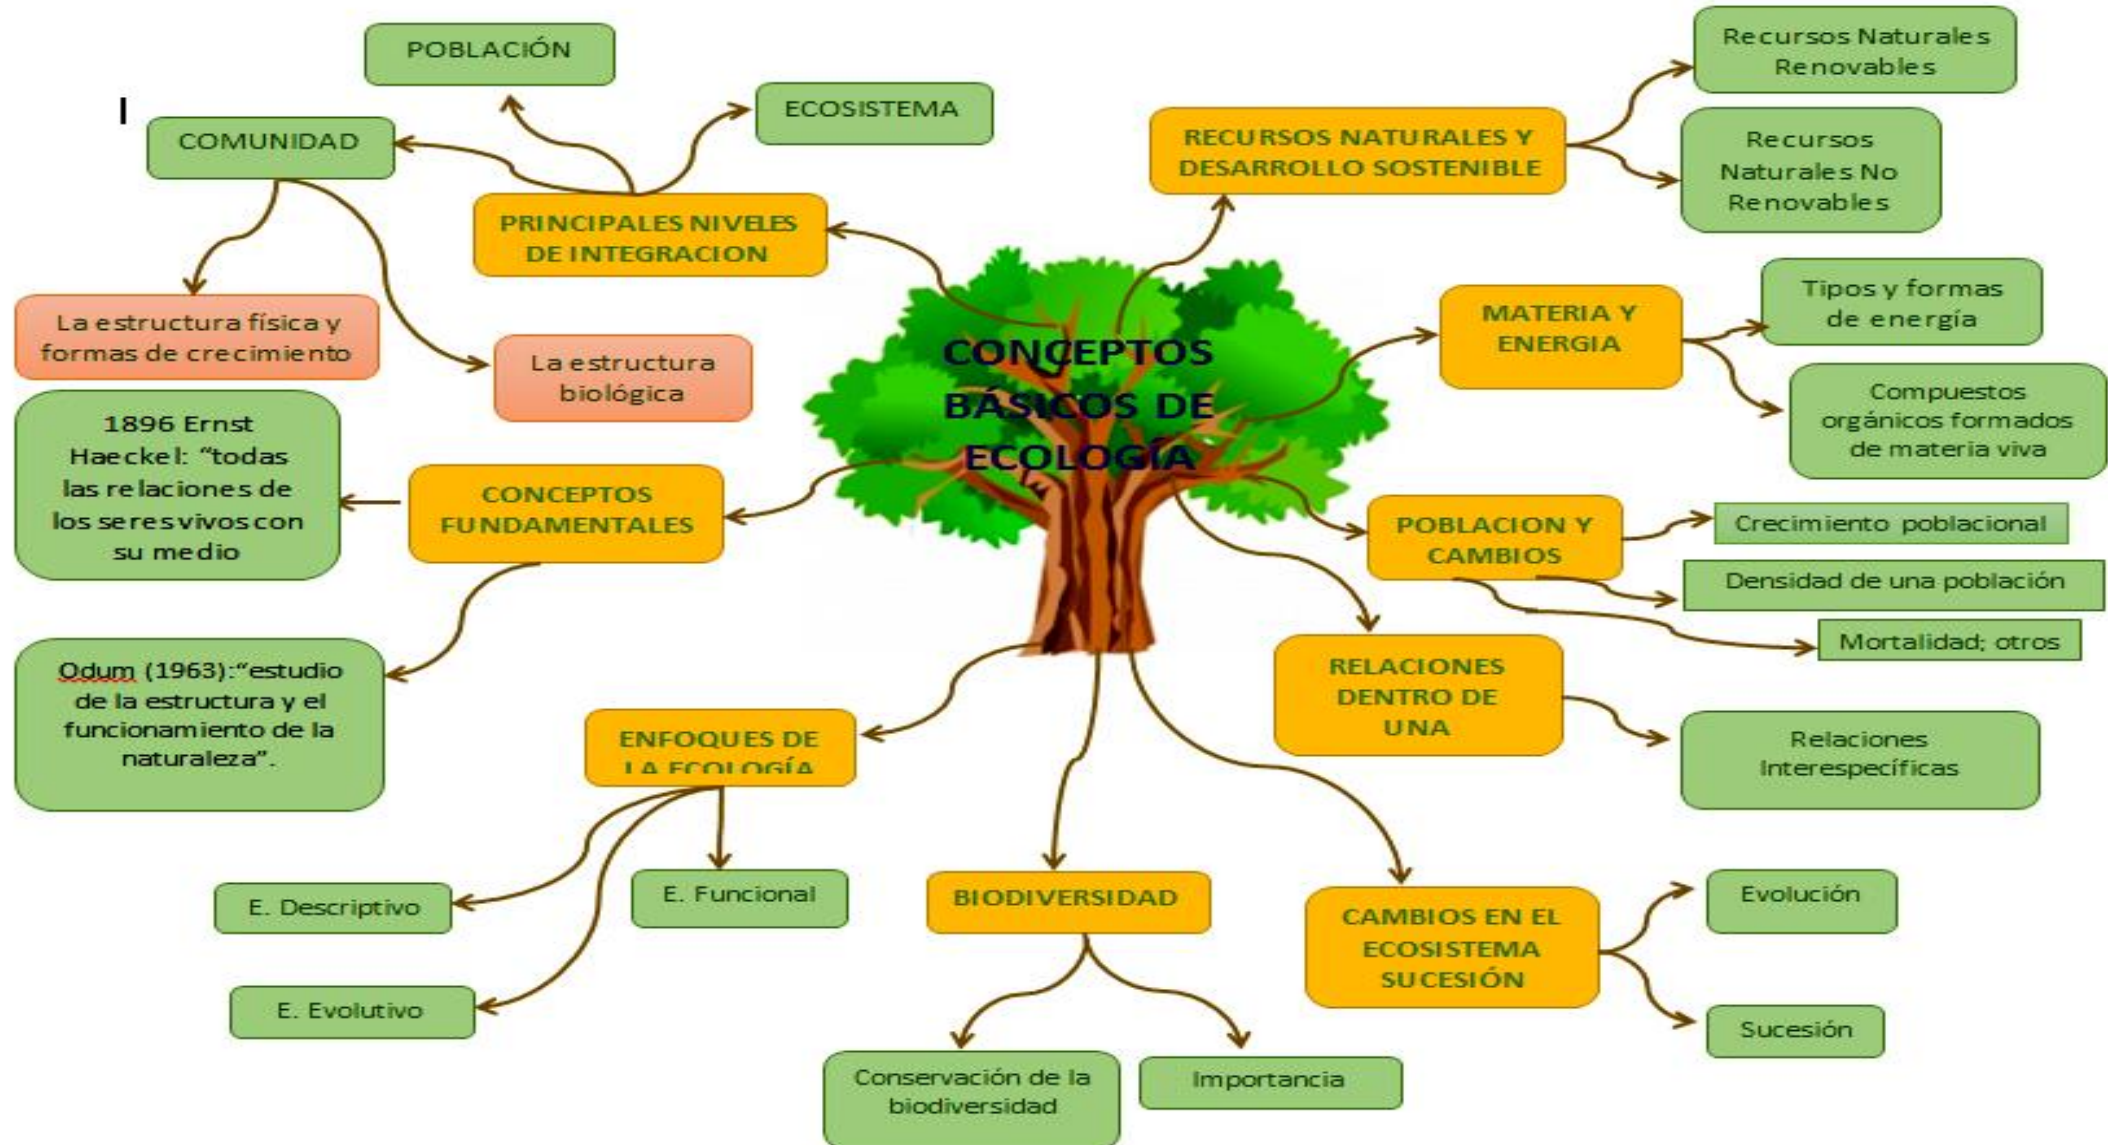 POBLACIÓN
ECOSISTEMA
COMUNIDAD
PRINCIPALES NIVELES
DE INTEGRACION
La estructura física y
formas de crecimiento
La estructura
biológica
1896 Ernst
Haeckel: “todas
las relaciones de
los seres vivos con
su medio
CONCEPTOS
FUNDAMENTALES
Odum (1963):“estudio
de la estructura y el
funcionamiento de la
naturaleza”.
ENFOQUES DE
LA ECOLOGÍA
E. Descriptivo
E. Funcional
E. Evolutivo
CONCEPTOS
BÁSICOS DE
ECOLOGÍA
RECURSOS NATURALES Y
DESARROLLO SOSTENIBLE
Recursos Naturales
Renovables
Recursos
Naturales No
Renovables
MATERIA Y
ENERGIA
Tipos y formas
de energía
Compuestos
orgánicos formados
de materia viva
POBLACION Y
CAMBIOS
Crecimiento poblacional
Densidad de una población
Mortalidad; otros
RELACIONES
DENTRO DE
UNA
Relaciones
Interespecíficas
BIODIVERSIDAD
Conservación de la
biodiversidad
Importancia
CAMBIOS EN EL
ECOSISTEMA
SUCESIÓN
Evolución
Sucesión